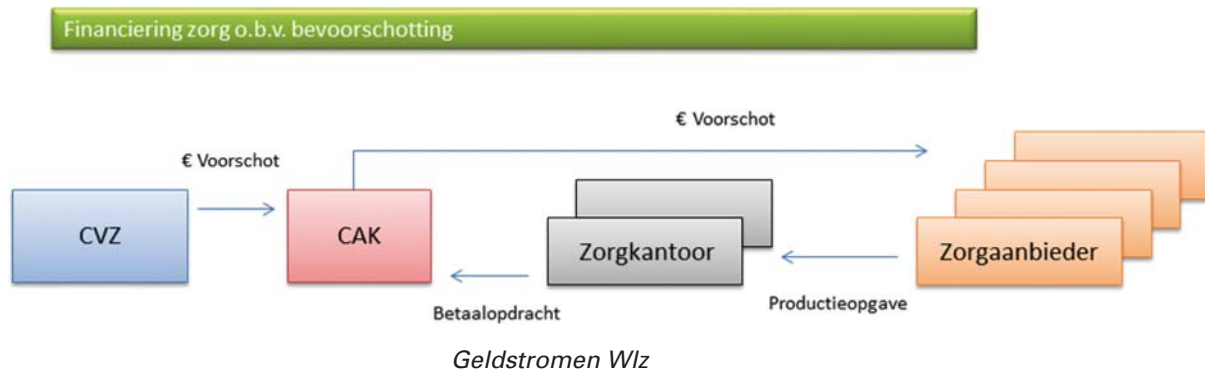 Financiering zorg o.b.v. bevoorschotting
€ Voorschot
€ Voorschot
CVZ
CAK
Zorgkantoor
Zorgaanbieder
Betaalopdracht
Productieopgave
Geldstromen Wlz